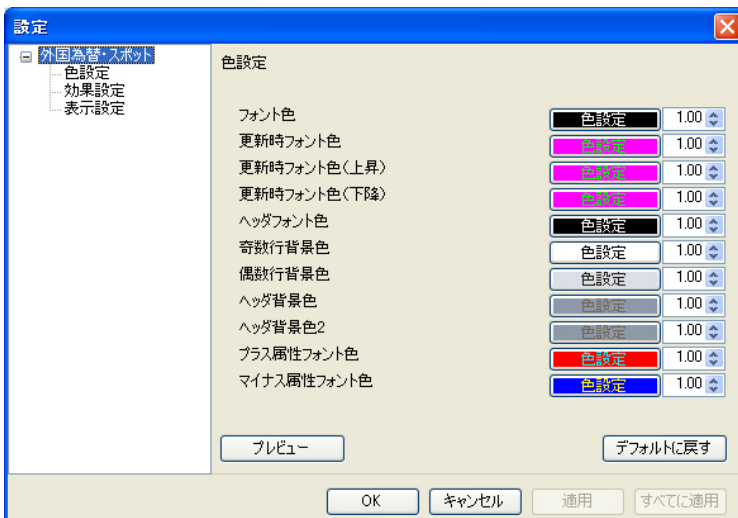 設定
外国為替・スポット
色設定
効果設定
表示設定
色設定
フォント色 色設定 1.00
更新時フォント色 色設定 1.00
更新時フォント色(上昇) 色設定 1.00
更新時フォント色(下降) 色設定 1.00
ヘッダフォント色 色設定 1.00
奇数行背景色 色設定 1.00
偶数行背景色 色設定 1.00
ヘッダ背景色 色設定 1.00
ヘッダ背景色2 色設定 1.00
プラス属性フォント色 色設定 1.00
マイナス属性フォント色 色設定 1.00
プレビュー デフォルトに戻す
OK キャンセル 適用 すべてに適用